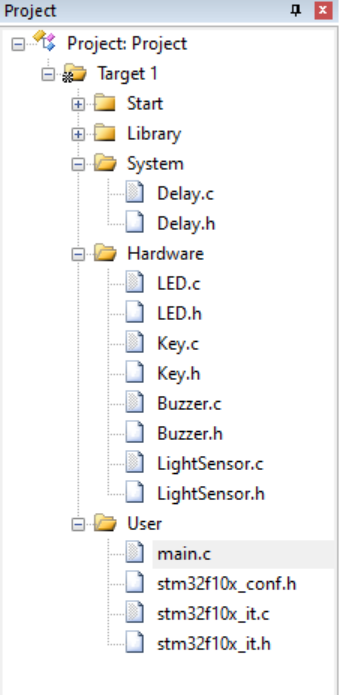 Project
Project: Project
Target 1
Start
Library
System
Delay.c
Delay.h
Hardware
LED.c
LED.h
Key.c
Key.h
Buzzer.c
Buzzer.h
LightSensor.c
LightSensor.h
User
main.c
stm32f10x_conf.h
stm32f10x_it.c
stm32f10x_it.h